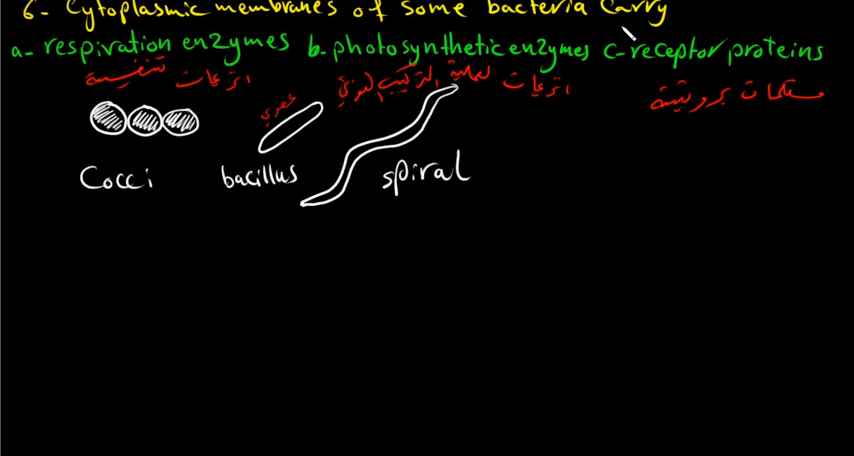 6- Cytoplasmic membranes of some bacteria Carry
a- respiration enzymes b- photosynthetic enzymes c- receptor proteins
انزيمات تنفسية انزيمات لعملية التركيب الضوئي مستقبلات بروتينية
عصوي
Cocci bacillus spiral